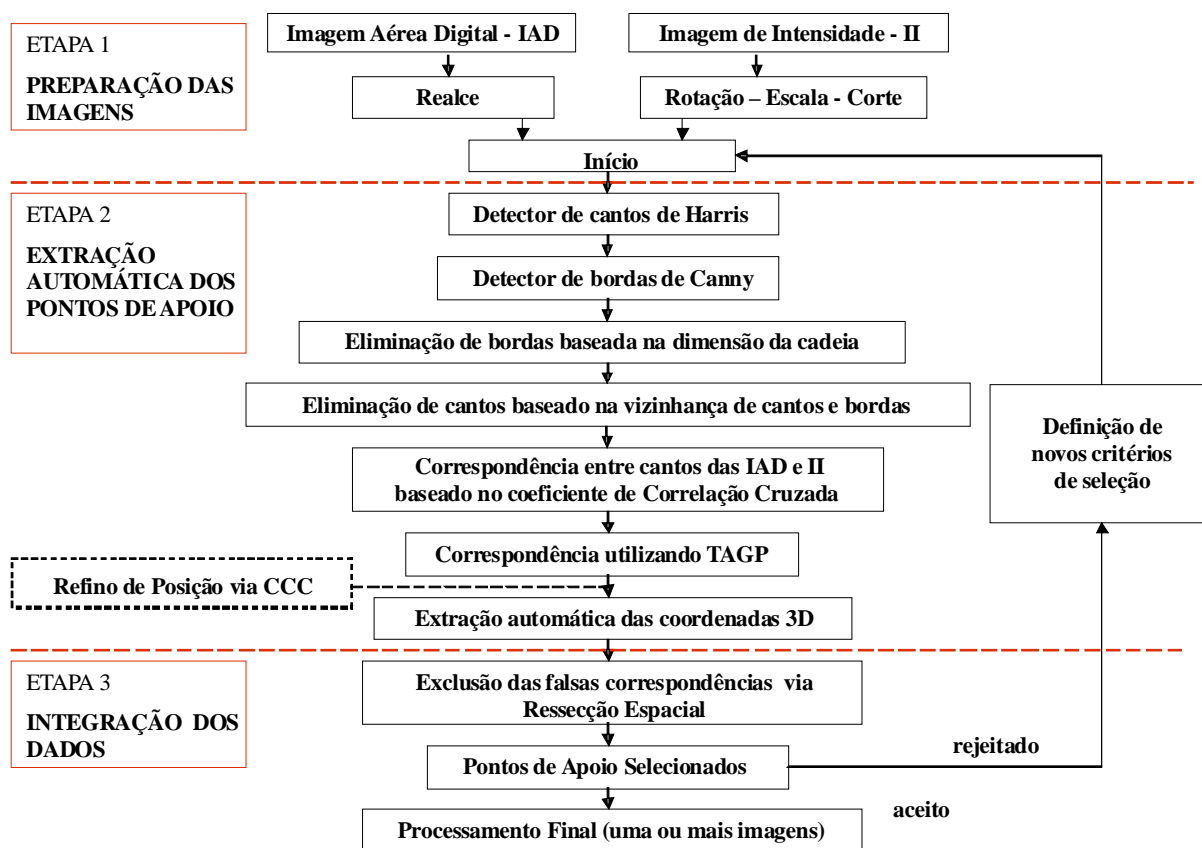 ETAPA 1
PREPARAÇÃO DAS
IMAGENS
Imagem Aérea Digital - IAD
Imagem de Intensidade - II
Realce
Rotação – Escala - Corte
Início
ETAPA 2
EXTRAÇÃO
AUTOMÁTICA DOS
PONTOS DE APOIO
Detector de cantos de Harris
Detector de bordas de Canny
Eliminação de bordas baseada na dimensão da cadeia
Eliminação de cantos baseado na vizinhança de cantos e bordas
Correspondência entre cantos das IAD e II
baseado no coeficiente de Correlação Cruzada
Correspondência utilizando TAGP
Refino de Posição via CCC
Extração automática das coordenadas 3D
Definição de
novos critérios
de seleção
ETAPA 3
INTEGRAÇÃO DOS
DADOS
Exclusão das falsas correspondências via
Ressecção Espacial
Pontos de Apoio Selecionados
rejeitado
aceito
Processamento Final (uma ou mais imagens)